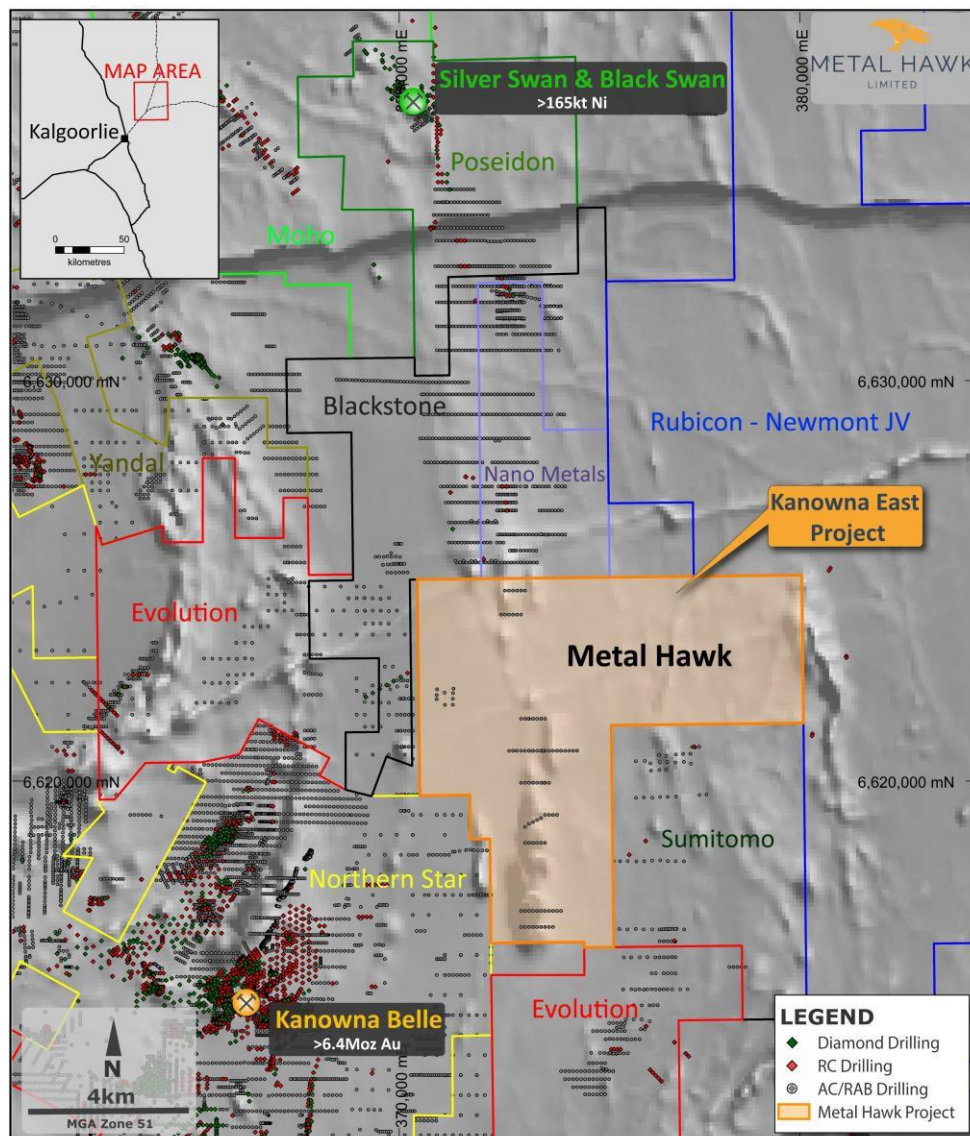 MAP AREA
Kalgoorlie
0 50
kilometres
370,000 mE
380,000 mE
METAL HAWK
LIMITED
Silver Swan & Black Swan
>165kt Ni
Poseidon
Moho
6,630,000 mN
6,630,000 mN
Blackstone
Rubicon - Newmont JV
Yandal
Nano Metals
Kanowna East
Project
Evolution
Metal Hawk
6,620,000 mN
6,620,000 mN
Sumitomo
Northern Star
Kanowna Belle
>6.4Moz Au
Evolution
N
4km
MGA Zone 51
370,000 mE
LEGEND
Diamond Drilling
RC Drilling
AC/RAB Drilling
Metal Hawk Project